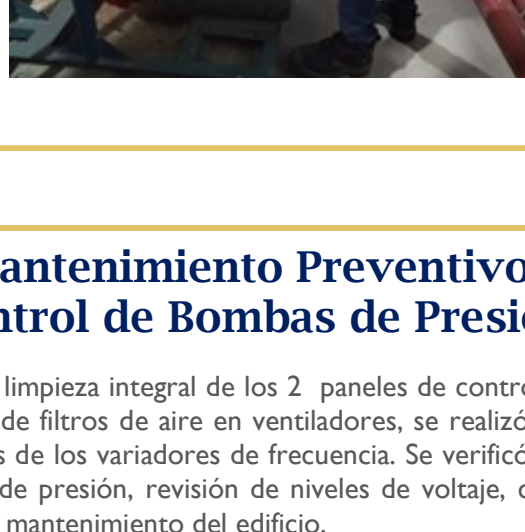 antenimiento Preventivo
ntrol de Bombas de Presi
limpieza integral de los 2 paneles de contro
de filtros de aire en ventiladores, se realizó
s de los variadores de frecuencia. Se verificó
de presión, revisión de niveles de voltaje,
mantenimiento del edificio.